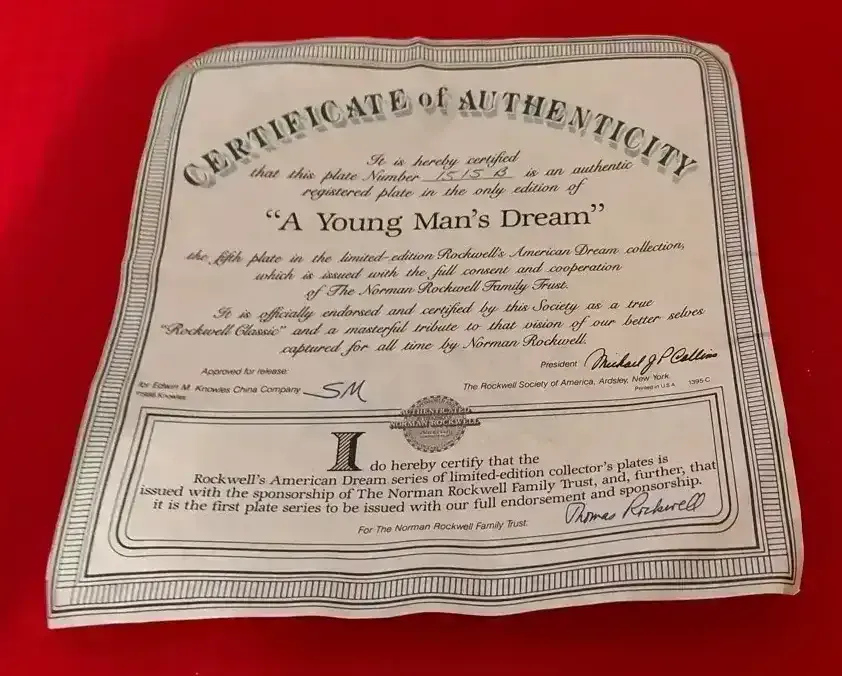 CERTIFICATE of AUTHENTICITY
It is hereby certified
that this plate Number 1515 B is an authentic
registered plate in the only edition of
“A Young Man's Dream”
the fifth plate in the limited-edition Rockwell's American Dream collection,
which is issued with the full consent and cooperation
of The Norman Rockwell Family Trust.
It is officially endorsed and certified by this Society as a true
"Rockwell Classic" and a masterful tribute to that vision of our better selves
captured for all time by Norman Rockwell.
Approved for release:
for Edwin M. Knowles China Company SM
President Michael J P Collins
The Rockwell Society of America, Ardsley, New York.
Printed in U.S.A. 1395 C
AUTHENTICATED
NORMAN ROCKWELL
I do hereby certify that the
Rockwell's American Dream series of limited-edition collector's plates is
issued with the sponsorship of The Norman Rockwell Family Trust, and, further, that
it is the first plate series to be issued with our full endorsement and sponsorship.
Thomas Rockwell
For The Norman Rockwell Family Trust.